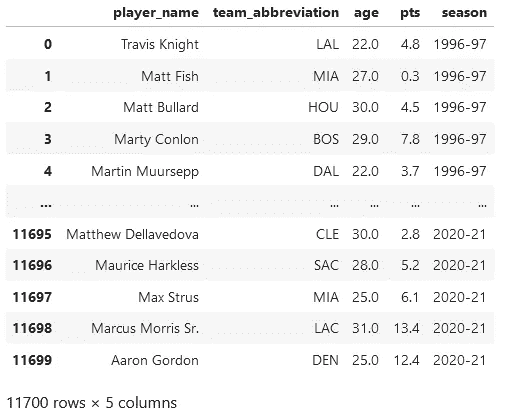 player_name team_abbreviation age pts season
0 Travis Knight LAL 22.0 4.8 1996-97
1 Matt Fish MIA 27.0 0.3 1996-97
2 Matt Bullard HOU 30.0 4.5 1996-97
3 Marty Conlon BOS 29.0 7.8 1996-97
4 Martin Muursepp DAL 22.0 3.7 1996-97
... ... ... ... ... ...
11695 Matthew Dellavedova CLE 30.0 2.8 2020-21
11696 Maurice Harkless SAC 28.0 5.2 2020-21
11697 Max Strus MIA 25.0 6.1 2020-21
11698 Marcus Morris Sr. LAC 31.0 13.4 2020-21
11699 Aaron Gordon DEN 25.0 12.4 2020-21
11700 rows × 5 columns